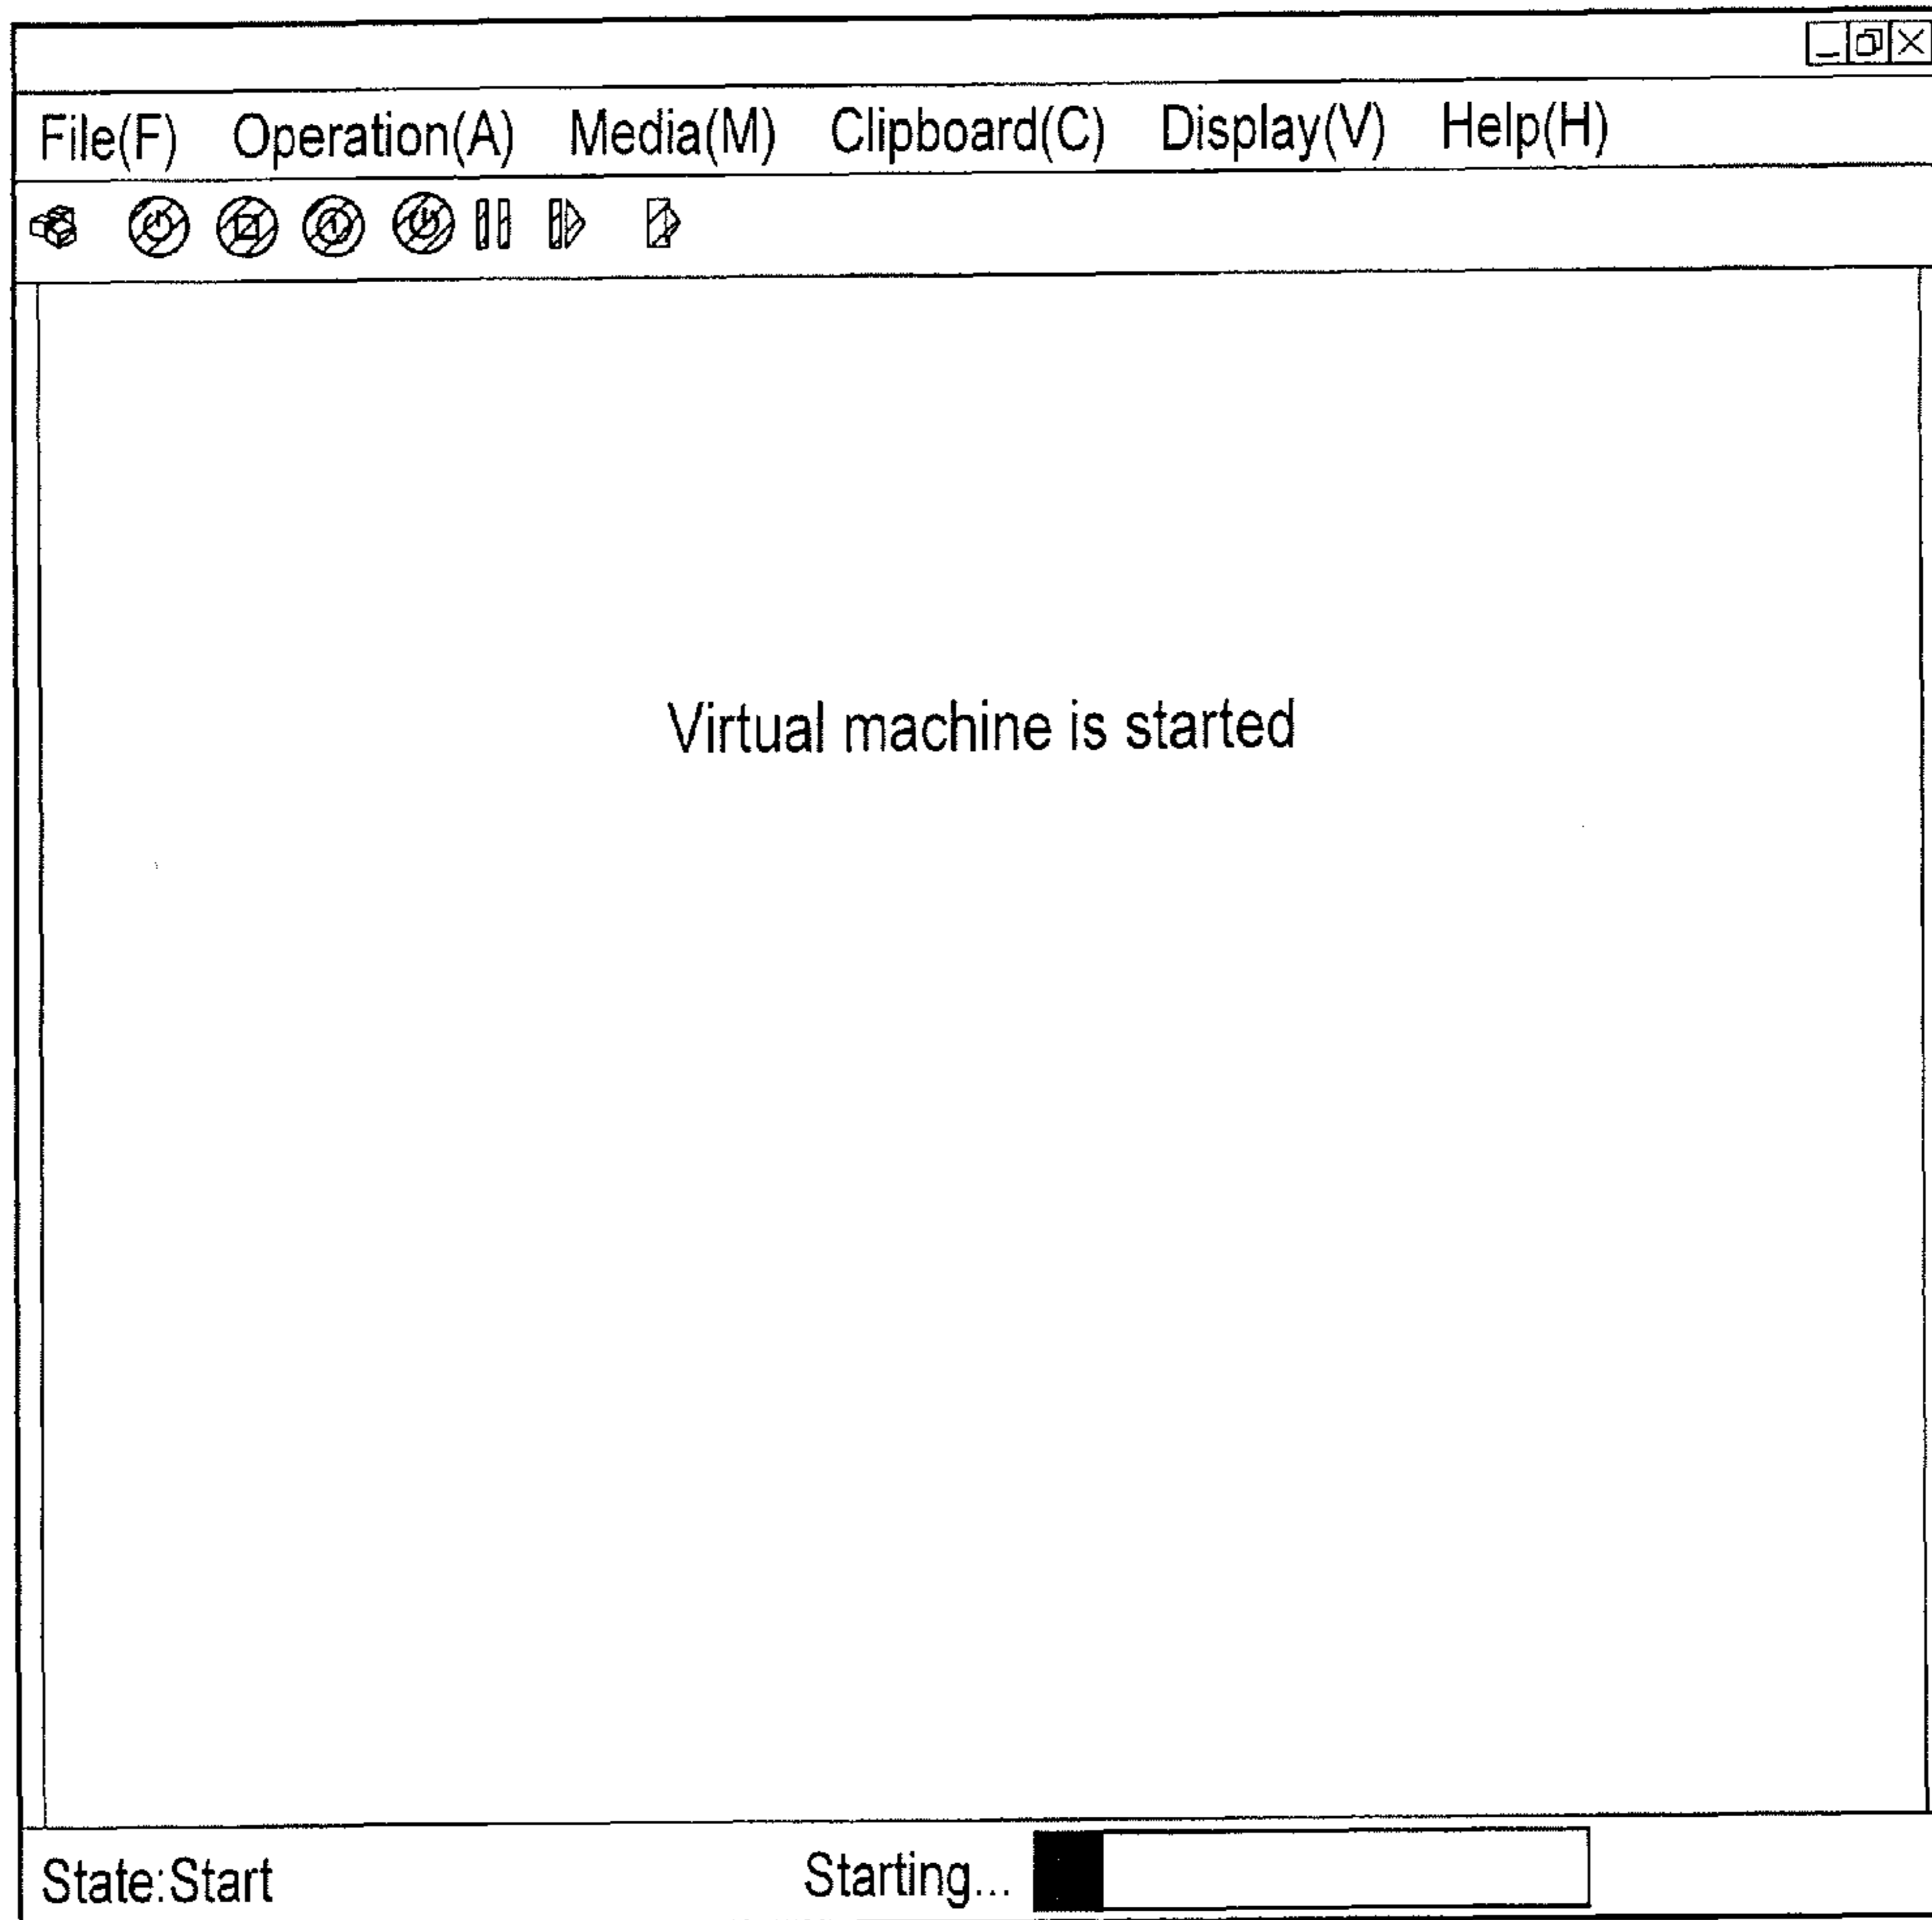 File(F) Operation(A) Media(M) Clipboard(C) Display(V) Help(H)
Virtual machine is started
State:Start Starting...